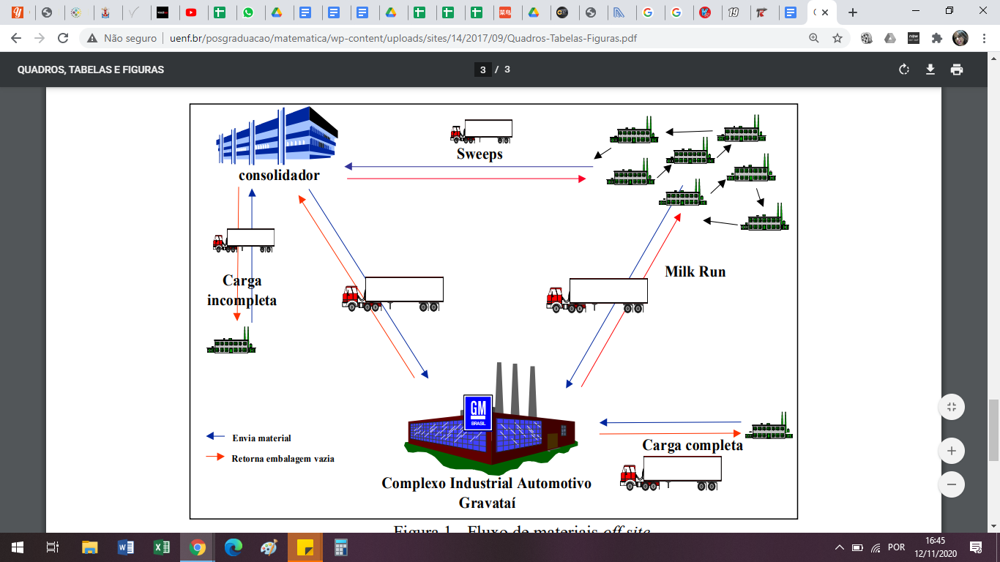 Não seguro
uenf.br/posgraduacao/matematica/wp-content/uploads/sites/14/2017/09/Quadros-Tabelas-Figuras.pdf
QUADROS, TABELAS E FIGURAS
3 / 3
Sweeps
consolidador
Carga
incompleta
Milk Run
GM
BRASIL
Envia material
Retorna embalagem vazia
Carga completa
Complexo Industrial Automotivo
Gravataí
Figura 1 Fluxo de materiais off site
POR
16:45
12/11/2020